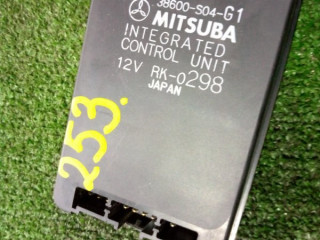 38600-S04-G1
MITSUBA
INTEGRATED
CONTROL UNIT
12V RK-0298
JAPAN
253.